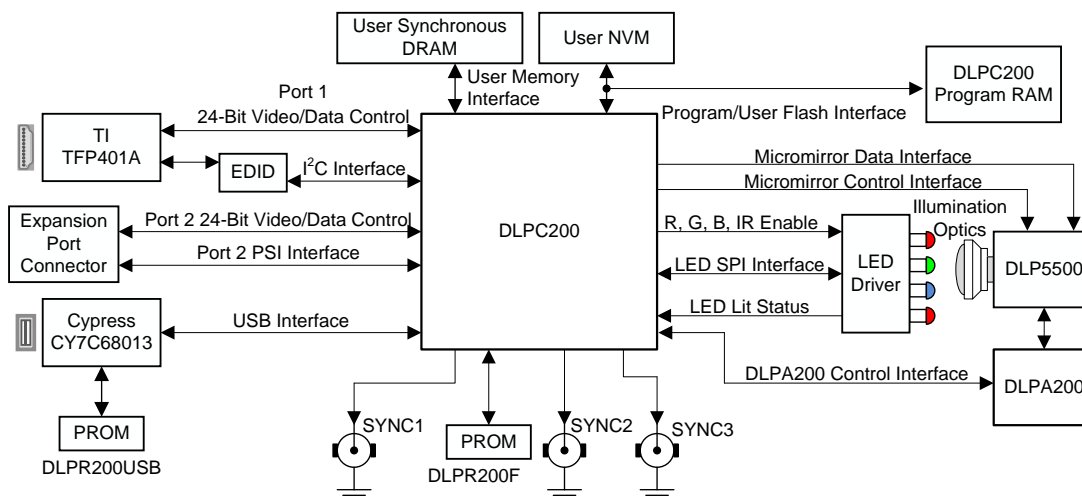 User Synchronous
DRAM
User NVM
DLPC200
Program RAM
User Memory
Interface
Program/User Flash Interface
Port 1
24-Bit Video/Data Control
TI
TFP401A
EDID
I²C Interface
Micromirror Data Interface
Micromirror Control Interface
Illumination
Optics
Expansion
Port
Connector
Port 2 24-Bit Video/Data Control
Port 2 PSI Interface
DLPC200
R, G, B, IR Enable
LED SPI Interface
LED Lit Status
LED
Driver
DLP5500
Cypress
CY7C68013
USB Interface
DLPA200 Control Interface
DLPA200
PROM
DLPR200USB
SYNC1
PROM
DLPR200F
SYNC2
SYNC3